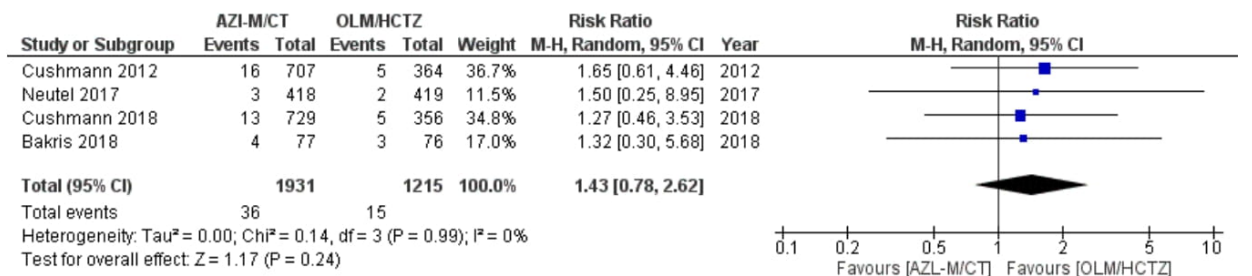 AZI-M/CT OLM/HCTZ Risk Ratio Risk Ratio
Study or Subgroup Events Total Events Total Weight M-H, Random, 95% CI Year M-H, Random, 95% CI
Cushmann 2012 16 707 5 364 36.7% 1.65 [0.61, 4.46] 2012
Neutel 2017 3 418 2 419 11.5% 1.50 [0.25, 8.95] 2017
Cushmann 2018 13 729 5 356 34.8% 1.27 [0.46, 3.53] 2018
Bakris 2018 4 77 3 76 17.0% 1.32 [0.30, 5.68] 2018
Total (95% CI) 1931 1215 100.0% 1.43 [0.78, 2.62]
Total events 36 15
Heterogeneity: Tau² = 0.00; Chi² = 0.14, df = 3 (P = 0.99); I² = 0%
Test for overall effect: Z = 1.17 (P = 0.24)
0.1 0.2 0.5 1 2 5 10
Favours [AZL-M/CT] Favours [OLM/HCTZ]